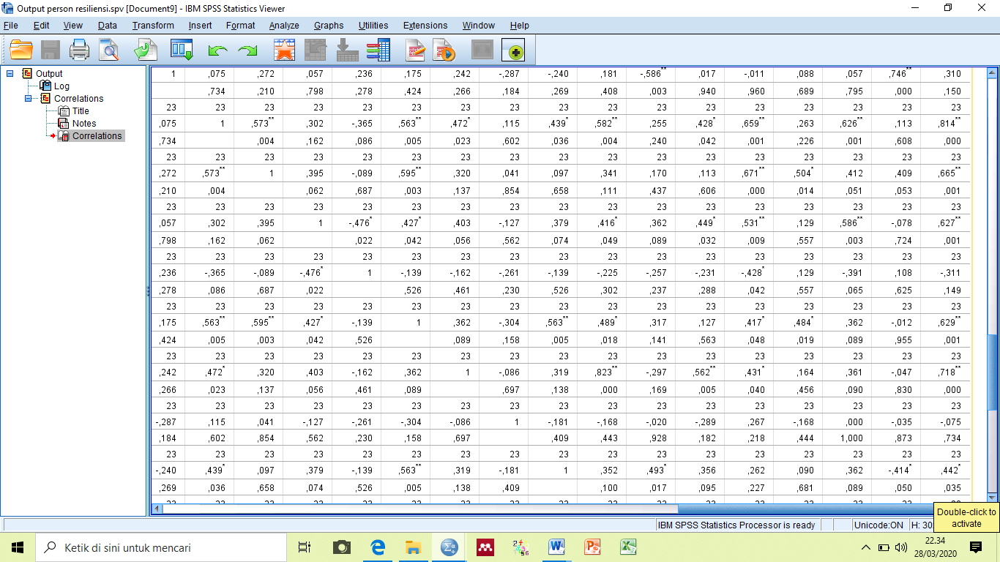 Output person resiliensi.spv [Document9] - IBM SPSS Statistics Viewer
File Edit View Data Transform Insert Format Analyze Graphs Utilities Extensions Window Help
Output
Log
Correlations
Title
Notes
Correlations
1 ,075 ,272 ,057 ,236 ,175 ,242 -,287 -,240 ,181 -,586** ,017 -,011 ,088 ,057 ,746** ,310
,734 ,210 ,798 ,278 ,424 ,266 ,184 ,269 ,408 ,003 ,940 ,960 ,689 ,795 ,000 ,150
23 23 23 23 23 23 23 23 23 23 23 23 23 23 23 23 23
,075 1 ,573** ,302 -,365 ,563** ,472* ,115 ,439* ,582** ,255 ,428* ,659** ,263 ,626** ,113 ,814**
,734 ,004 ,162 ,086 ,005 ,023 ,602 ,036 ,004 ,240 ,042 ,001 ,226 ,001 ,608 ,000
23 23 23 23 23 23 23 23 23 23 23 23 23 23 23 23 23
,272 ,573** 1 ,395 -,089 ,595** ,320 ,041 ,097 ,341 ,170 ,113 ,671** ,504* ,412 ,409 ,665**
,210 ,004 ,062 ,687 ,003 ,137 ,854 ,658 ,111 ,437 ,606 ,000 ,014 ,051 ,053 ,001
23 23 23 23 23 23 23 23 23 23 23 23 23 23 23 23 23
,057 ,302 ,395 1 -,476* ,427* ,403 -,127 ,379 ,416* ,362 ,449* ,531** ,129 ,586** -,078 ,627**
,798 ,162 ,062 ,022 ,042 ,056 ,562 ,074 ,049 ,089 ,032 ,009 ,557 ,003 ,724 ,001
23 23 23 23 23 23 23 23 23 23 23 23 23 23 23 23 23
,236 -,365 -,089 -,476* 1 -,139 -,162 -,261 -,139 -,225 -,257 -,231 -,428* ,129 -,391 ,108 -,311
,278 ,086 ,687 ,022 ,526 ,461 ,230 ,526 ,302 ,237 ,288 ,042 ,557 ,065 ,625 ,149
23 23 23 23 23 23 23 23 23 23 23 23 23 23 23 23 23
,175 ,563** ,595** ,427* -,139 1 ,362 -,304 ,563** ,489* ,317 ,127 ,417* ,484* ,362 -,012 ,629**
,424 ,005 ,003 ,042 ,526 ,089 ,158 ,005 ,018 ,141 ,563 ,048 ,019 ,089 ,955 ,001
23 23 23 23 23 23 23 23 23 23 23 23 23 23 23 23 23
,242 ,472* ,320 ,403 -,162 ,362 1 -,086 ,319 ,823** -,297 ,562** ,431* ,164 ,361 -,047 ,718**
,266 ,023 ,137 ,056 ,461 ,089 ,697 ,138 ,000 ,169 ,005 ,040 ,456 ,090 ,830 ,000
23 23 23 23 23 23 23 23 23 23 23 23 23 23 23 23 23
-,287 ,115 ,041 -,127 -,261 -,304 -,086 1 -,181 -,168 -,020 -,289 ,267 -,168 ,000 -,035 -,075
,184 ,602 ,854 ,562 ,230 ,158 ,697 ,409 ,443 ,928 ,182 ,218 ,444 1,000 ,873 ,734
23 23 23 23 23 23 23 23 23 23 23 23 23 23 23 23 23
-,240 ,439* ,097 ,379 -,139 ,563** ,319 -,181 1 ,352 ,493* ,356 ,262 ,090 ,362 -,414* ,442*
,269 ,036 ,658 ,074 ,526 ,005 ,138 ,409 ,100 ,017 ,095 ,227 ,681 ,089 ,050 ,035
Double-click to
activate
IBM SPSS Statistics Processor is ready Unicode:ON H: 30
Ketik di sini untuk mencari
22.34
28/03/2020